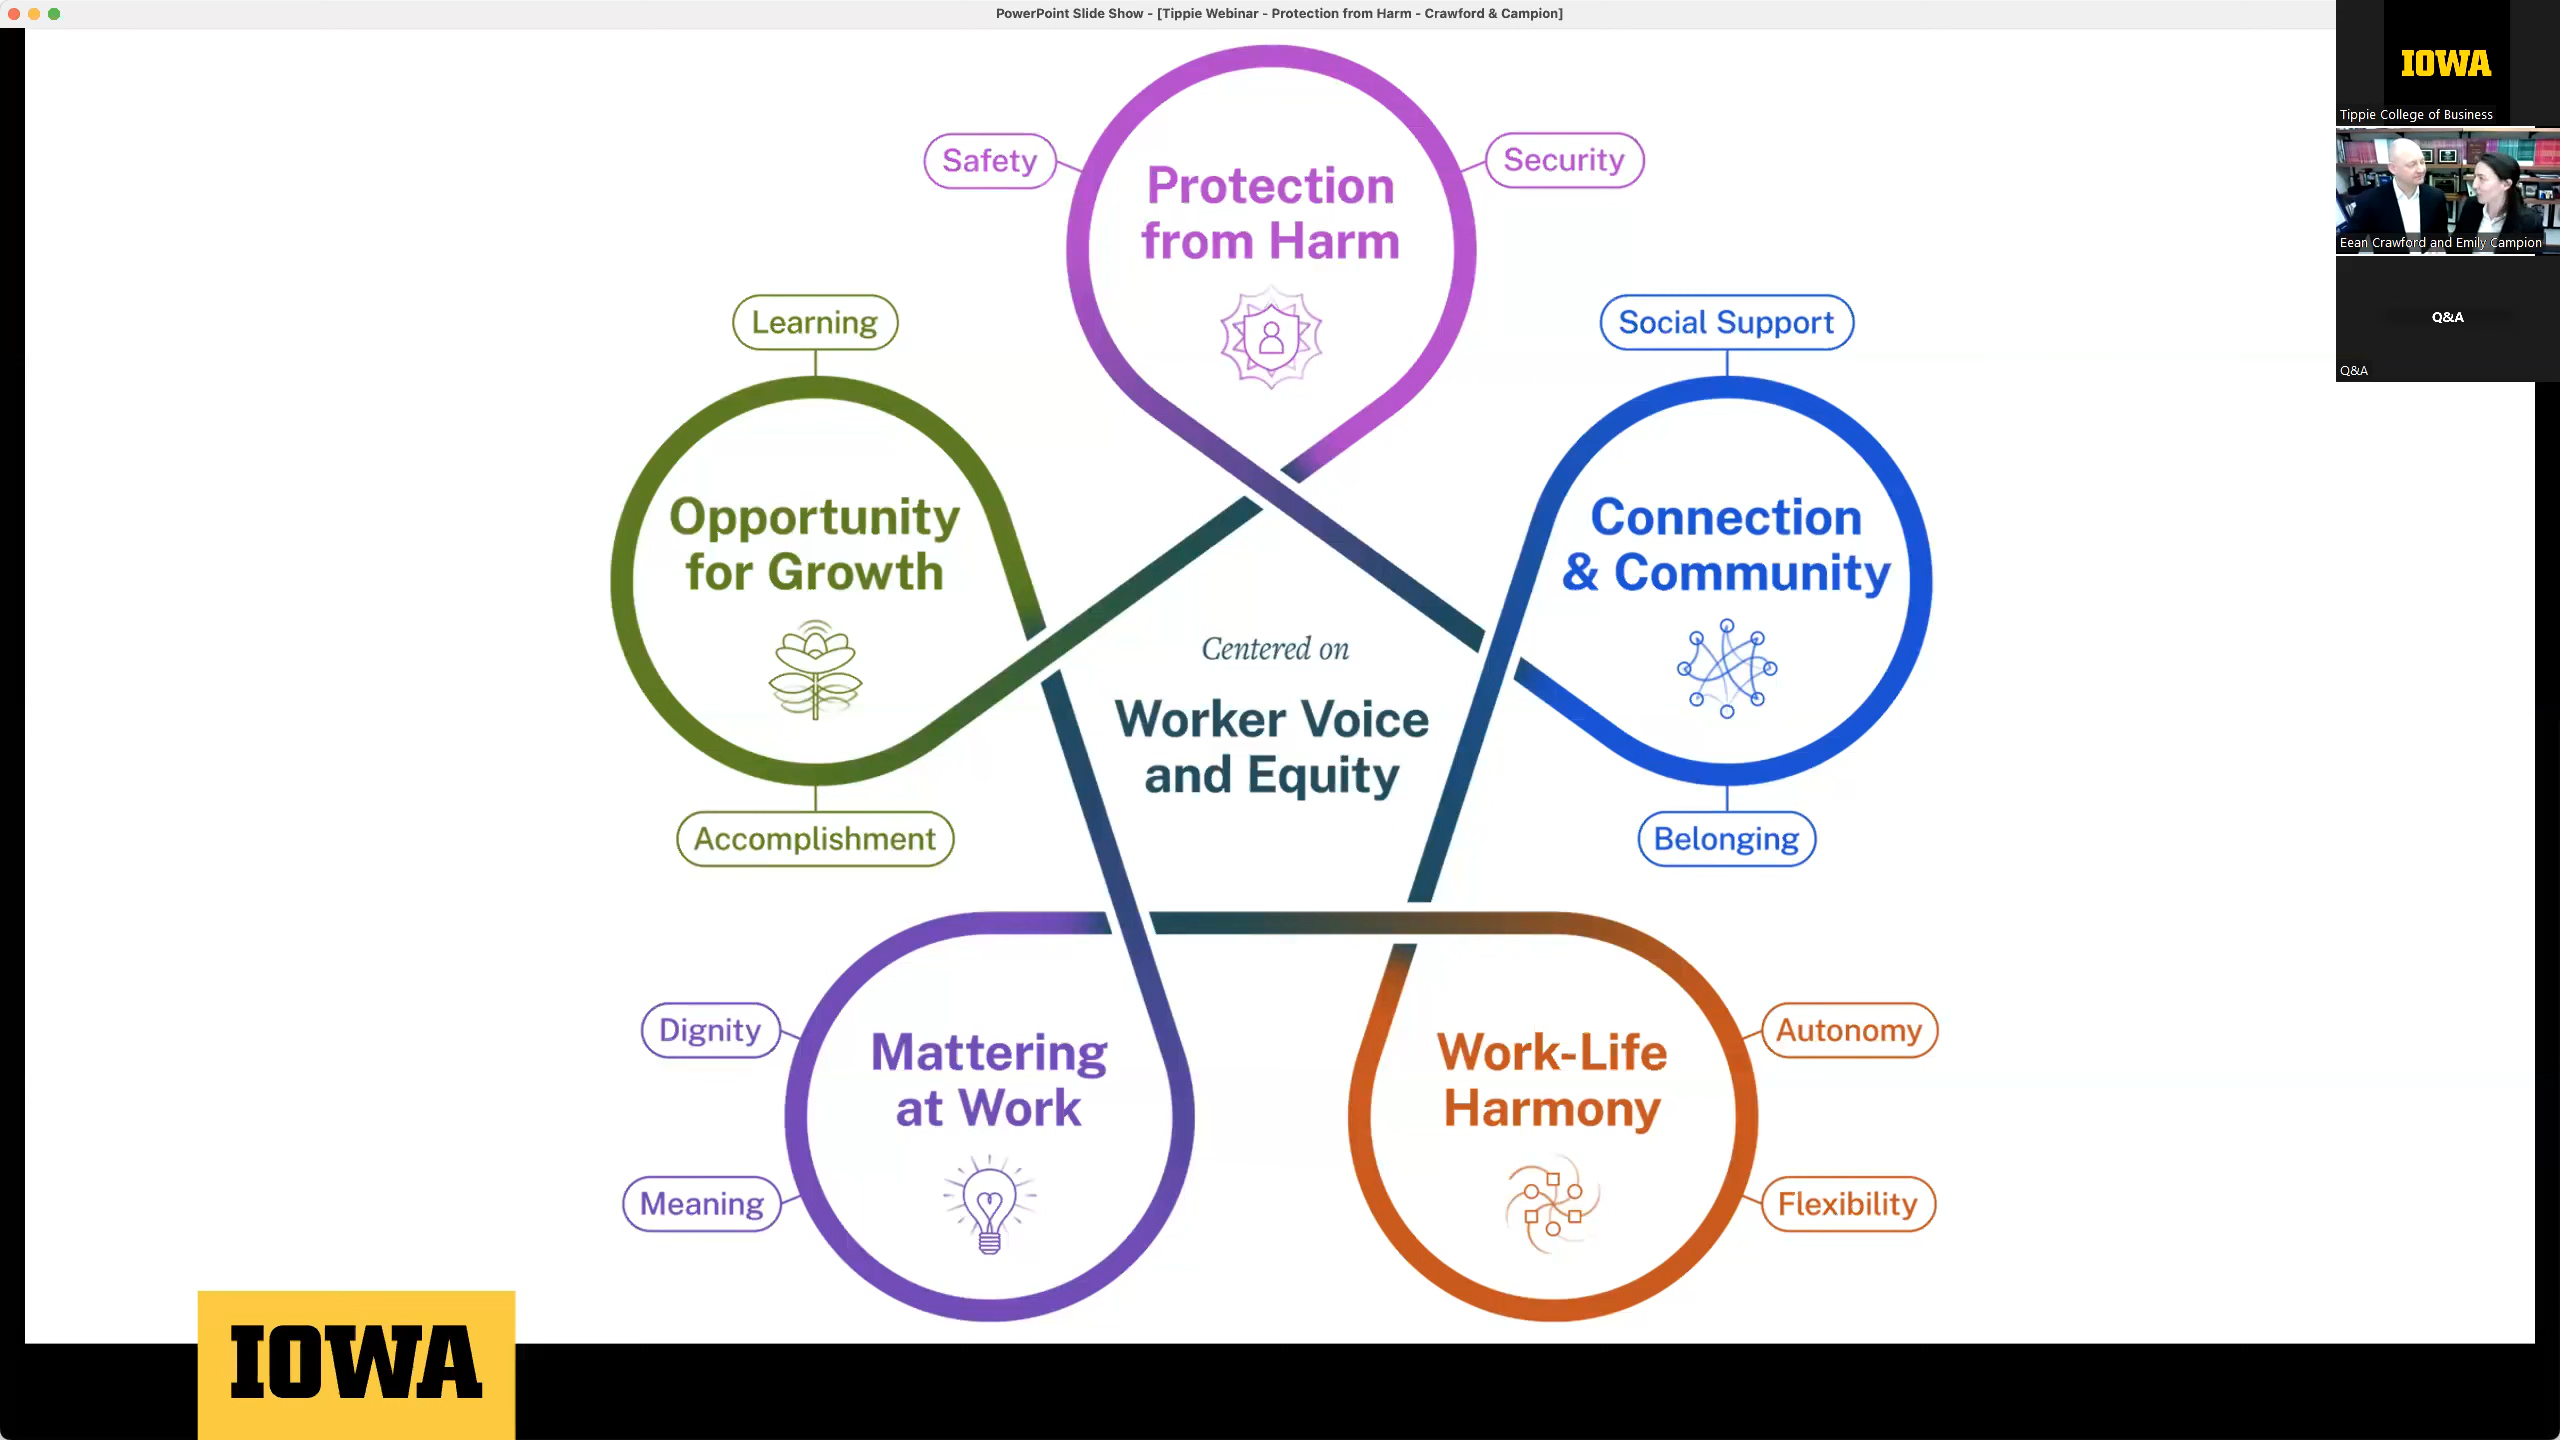 PowerPoint Slide Show - [Tippie Webinar - Protection from Harm - Crawford & Campion]
IOWA
Tippie College of Business
Eean Crawford and Emily Campion
Q&A
Q&A
Safety
Protection
from Harm
Security
Learning
Opportunity
for Growth
Accomplishment
Social Support
Connection
& Community
Belonging
Centered on
Worker Voice
and Equity
Dignity
Mattering
at Work
Meaning
Work-Life
Harmony
Autonomy
Flexibility
IOWA